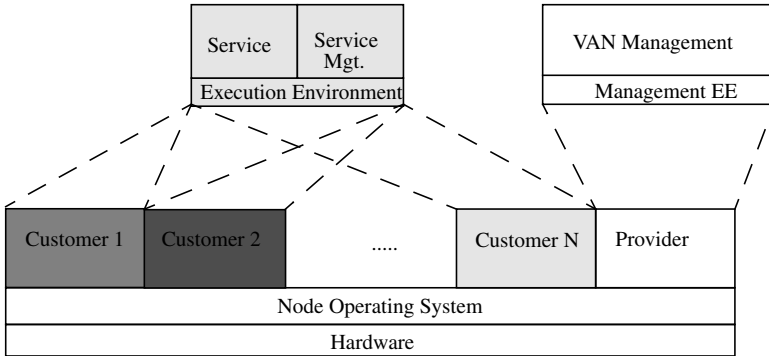 Service
Service
Mgt.
Execution Environment
VAN Management
Management EE
Customer 1
Customer 2
.....
Customer N
Provider
Node Operating System
Hardware